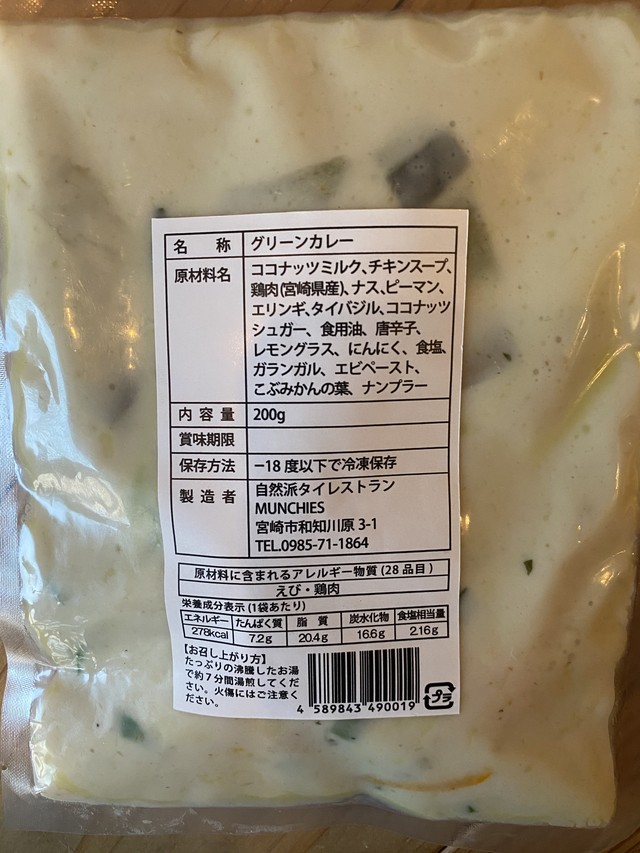 名 称 グリーンカレー
原材料名 ココナッツミルク、チキンスープ、
鶏肉(宮崎県産)、ナス、ピーマン、
エリンギ、タイバジル、ココナッツ
シュガー、食用油、唐辛子、
レモングラス、にんにく、食塩、
ガランガル、エビペースト、
こぶみかんの葉、ナンプラー
内容量 200g
賞味期限
保存方法 −18度以下で冷凍保存
製造者 自然派タイレストラン
MUNCHIES
宮崎市和知川原3-1
TEL.0985-71-1864
原材料に含まれるアレルギー物質(28品目)
えび・鶏肉
栄養成分表示(1袋あたり)
エネルギー たんぱく質 脂質 炭水化物 食塩相当量
278kcal 7.2g 20.4g 16.6g 2.16g
【お召し上がり方】
たっぷりの沸騰したお湯
で約7分間湯煎してくだ
さい。火傷にはご注意く
ださい。
4 589843 490019
プラ